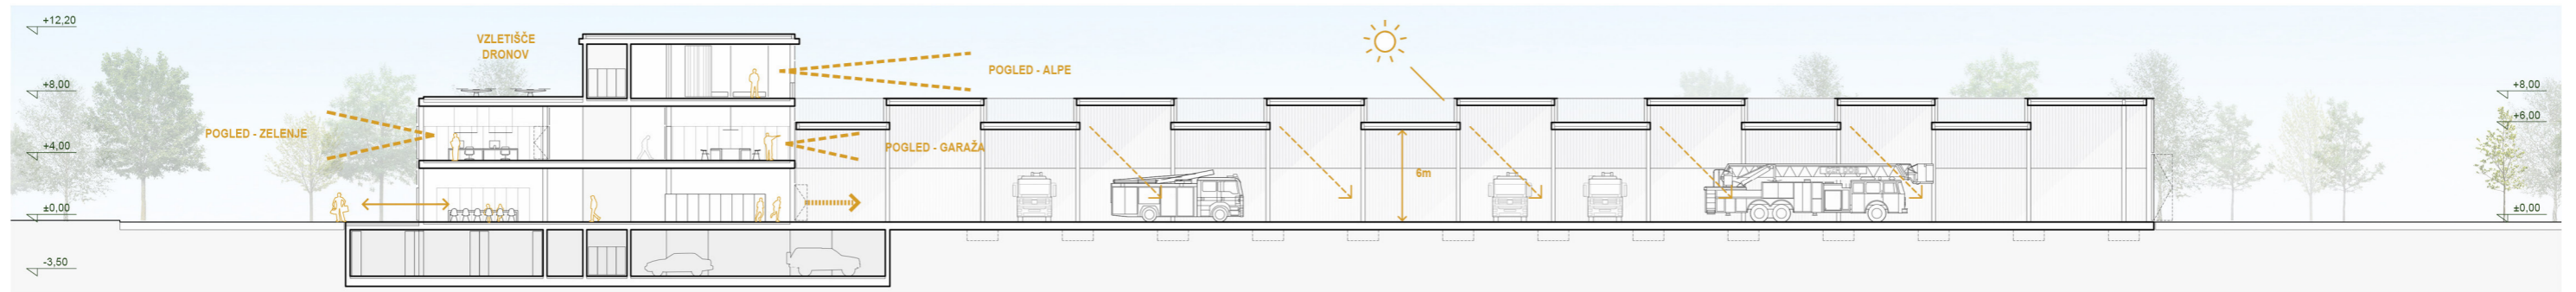 +12,20
VZLETIŠČE
DRONOV
POGLED - ALPE
+8,00
+8,00
+6,00
POGLED - ZELENJE
POGLED - GARAŽA
+4,00
6m
±0,00
±0,00
-3,50